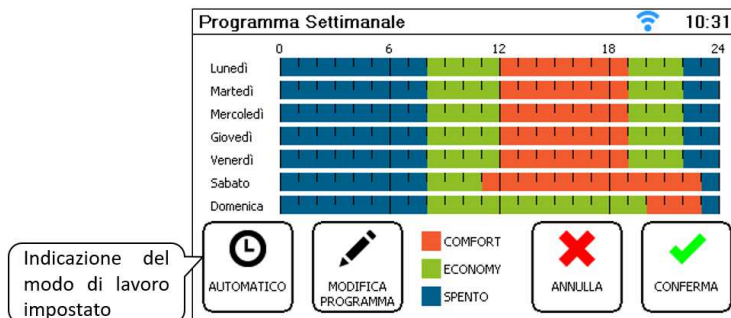 Programma Settimanale 10:31
0 6 12 18 24
Lunedì
Martedì
Mercoledì
Giovedì
Venerdì
Sabato
Domenica
AUTOMATICO
MODIFICA
PROGRAMMA
COMFORT
ECONOMY
SPENTO
ANNULLA
CONFERMA
Indicazione del
modo di lavoro
impostato